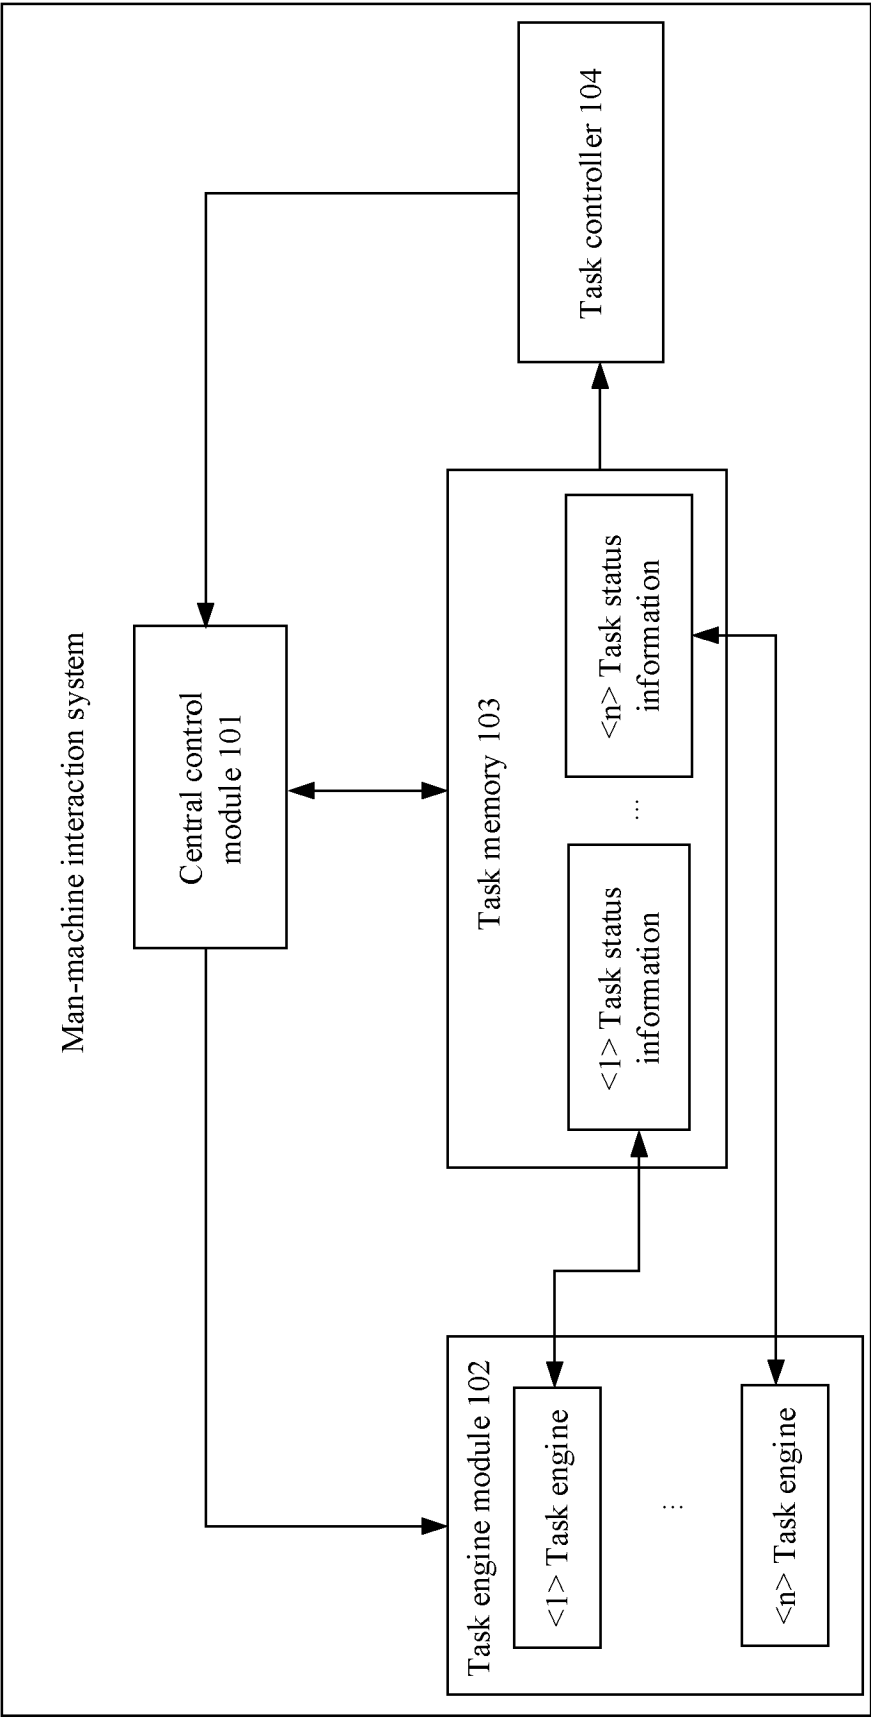 Man-machine interaction system
Central control
module 101
Task engine module 102
<1> Task engine
...
<n> Task engine
Task memory 103
<1> Task status
information
...
<n> Task status
information
Task controller 104